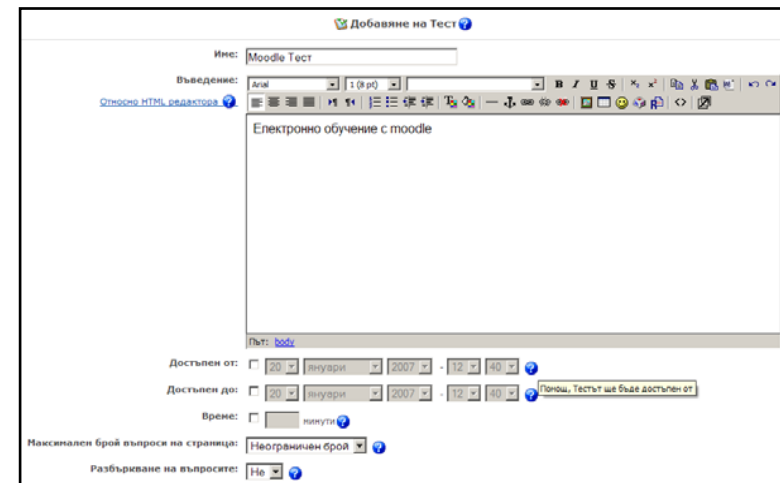 Добавяне на Тест
Име: Moodle Тест
Въведение: Arial 1 (8 pt) B I U S
Относно HTML редактора
Електронно обучение с moodle
Път: body
Достъпен от: 20 януари 2007 - 12 40
Достъпен до: 20 януари 2007 - 12 40 Помощ, Тестът ще бъде достъпен от
Време: минути
Максимален брой въпроси на страница: Неограничен брой
Разбъркване на въпросите: Не